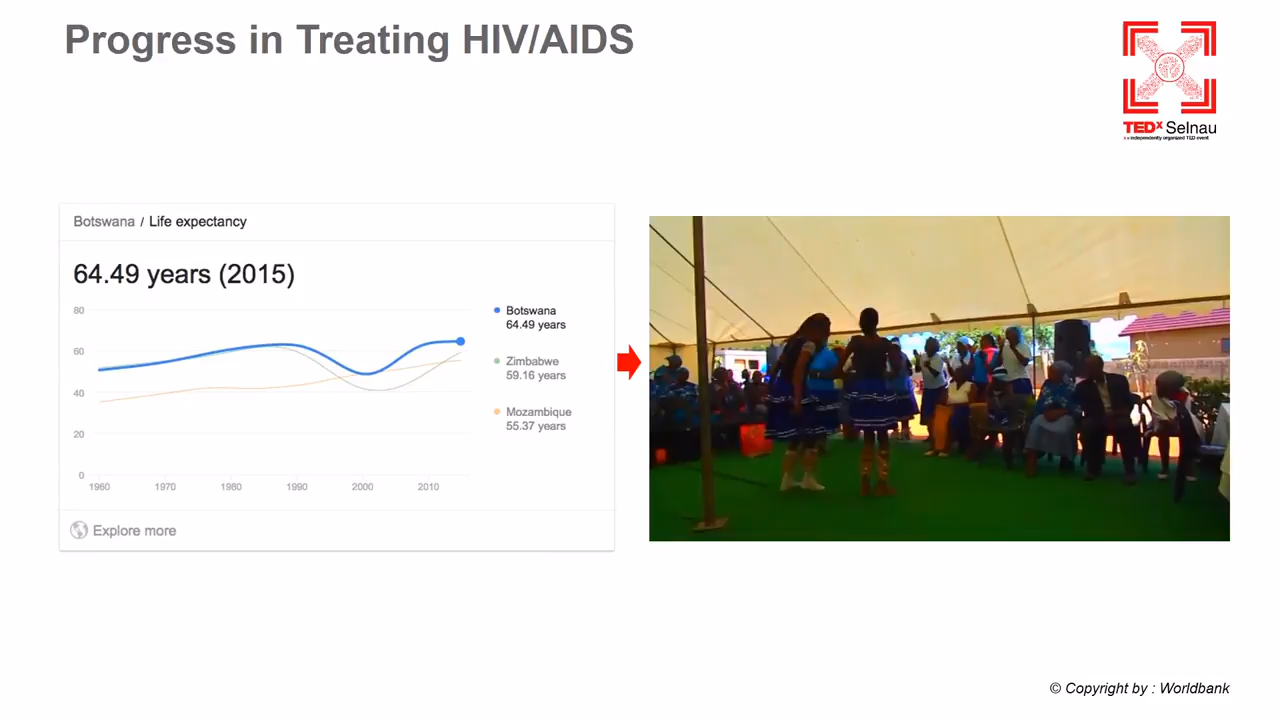 Progress in Treating HIV/AIDS
TEDx Selnau
x = independently organized TED event
Botswana / Life expectancy
64.49 years (2015)
80
60
40
20
0
1960 1970 1980 1990 2000 2010
Botswana
64.49 years
Zimbabwe
59.16 years
Mozambique
55.37 years
Explore more
© Copyright by : Worldbank